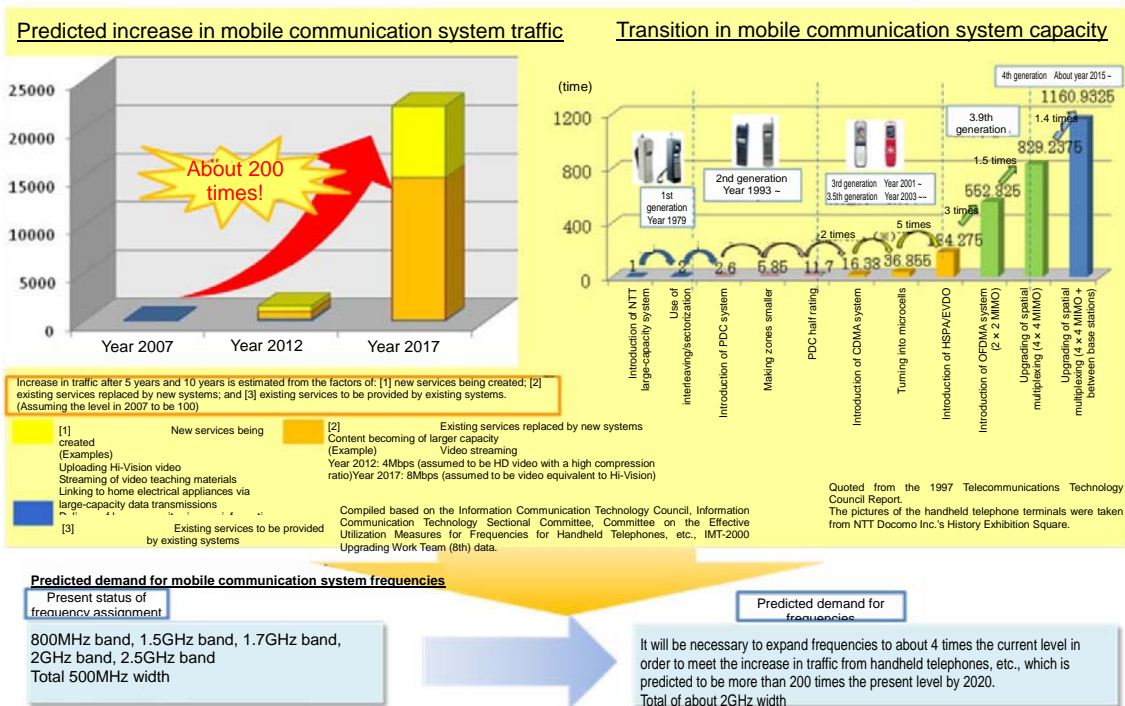 Predicted increase in mobile communication system traffic
25000
20000
15000
10000
5000
0
About 200
times!
Year 2007
Year 2012
Year 2017
Increase in traffic after 5 years and 10 years is estimated from the factors of: [1] new services being created; [2]
existing services replaced by new systems; and [3] existing services to be provided by existing systems.
(Assuming the level in 2007 to be 100)
[1] New services being
created
(Examples)
Uploading Hi-Vision video
Streaming of video teaching materials
Linking to home electrical appliances via
large-capacity data transmissions
[3] Existing services to be provided
by existing systems
[2] Existing services replaced by new systems
Content becoming of larger capacity
(Example) Video streaming
Year 2012: 4Mbps (assumed to be HD video with a high compression
ratio)Year 2017: 8Mbps (assumed to be video equivalent to Hi-Vision)
Compiled based on the Information Communication Technology Council, Information
Communication Technology Sectional Committee, Committee on the Effective
Utilization Measures for Frequencies for Handheld Telephones, etc., IMT-2000
Upgrading Work Team (8th) data.
Transition in mobile communication system capacity
(time)
1200
800
400
0
1st
generation
Year 1979
2nd generation
Year 1993 ~
3rd generation Year 2001 ~
3.5th generation Year 2003 ~~
3.9th
generation
4th generation About year 2015 ~
2 times
(※)
5 times
3 times
1.5 times
1.4 times
1
2
2.6
5.85
11.7
16.38
36.855
184.275
552.825
829.2375
1160.9325
Introduction of NTT
large-capacity system
Use of
interleaving/sectorization
Introduction of PDC system
Making zones smaller
PDC half rating
Introduction of CDMA system
Turning into microcells
Introduction of HSPA/EVDO
Introduction of OFDMA system
(2 × 2 MIMO)
Upgrading of spatial
multiplexing (4 × 4 MIMO)
Upgrading of spatial
multiplexing (4 × 4 MIMO +
between base stations)
Quoted from the 1997 Telecommunications Technology
Council Report.
The pictures of the handheld telephone terminals were taken
from NTT Docomo Inc.'s History Exhibition Square.
Predicted demand for mobile communication system frequencies
Present status of
frequency assignment
800MHz band, 1.5GHz band, 1.7GHz band,
2GHz band, 2.5GHz band
Total 500MHz width
Predicted demand for
frequencies
It will be necessary to expand frequencies to about 4 times the current level in
order to meet the increase in traffic from handheld telephones, etc., which is
predicted to be more than 200 times the present level by 2020.
Total of about 2GHz width